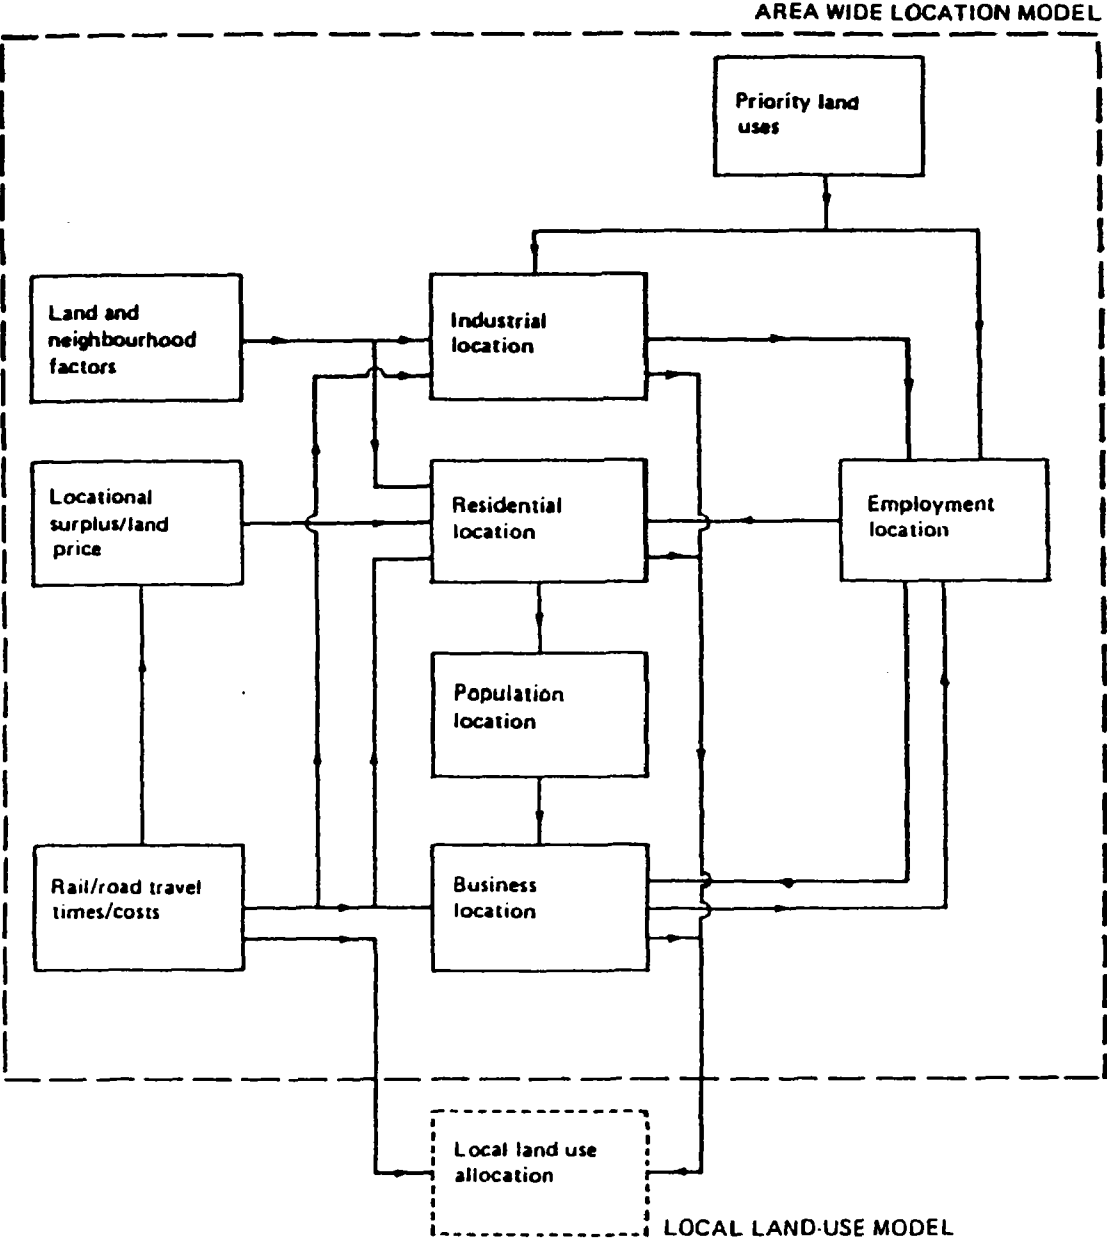 AREA WIDE LOCATION MODEL
Priority land
uses
Land and
neighbourhood
factors
Industrial
location
Locational
surplus/land
price
Residential
location
Employment
location
Population
location
Rail/road travel
times/costs
Business
location
Local land use
allocation
LOCAL LAND-USE MODEL